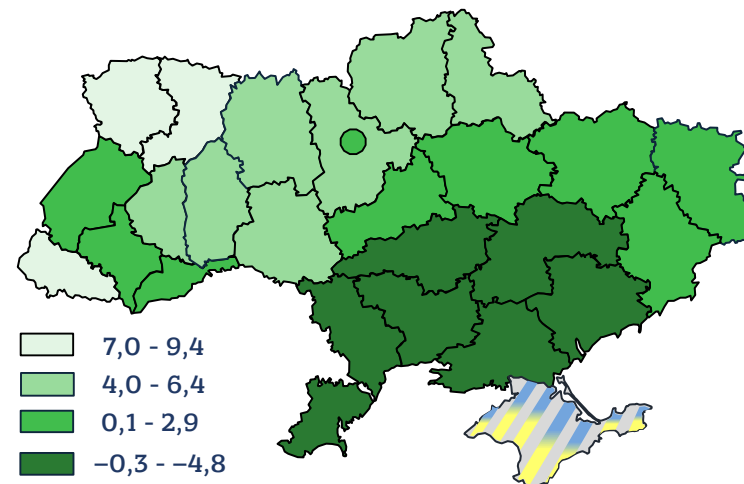 7,0 - 9,4
4,0 - 6,4
0,1 - 2,9
–0,3 - –4,8